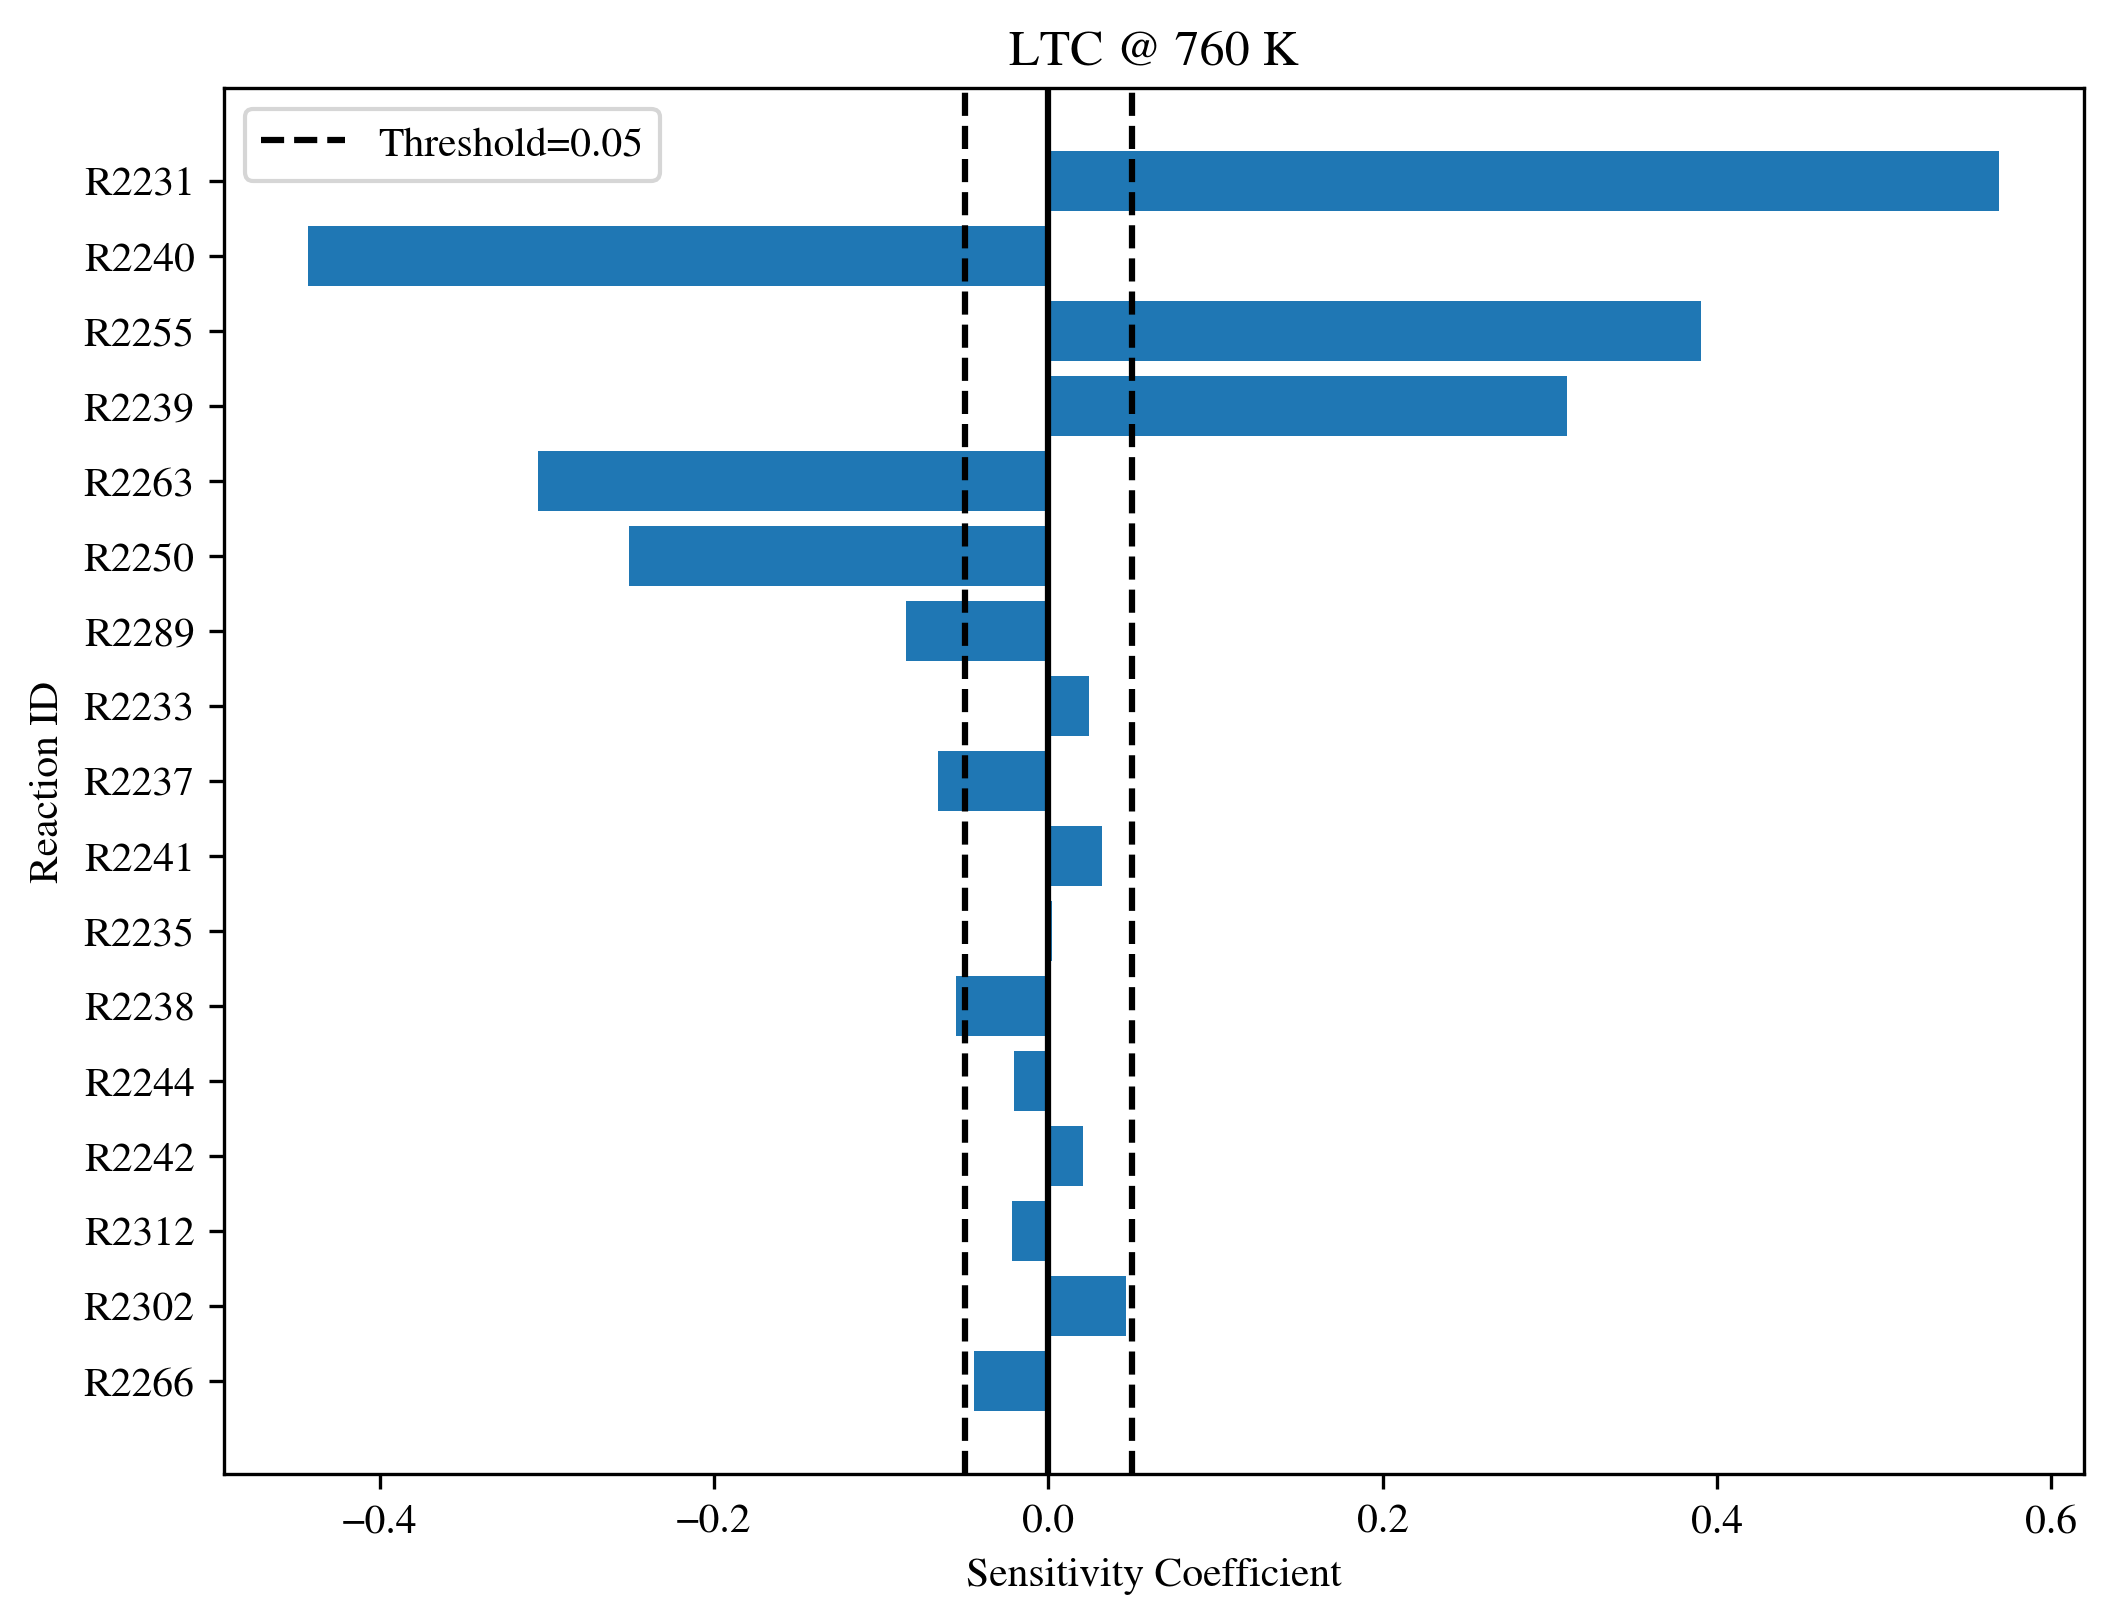 LTC @ 760 K
Threshold=0.05
R2231
R2240
R2255
R2239
R2263
R2250
R2289
R2233
R2237
R2241
R2235
R2238
R2244
R2242
R2312
R2302
R2266
Reaction ID
−0.4 −0.2 0.0 0.2 0.4 0.6
Sensitivity Coefficient